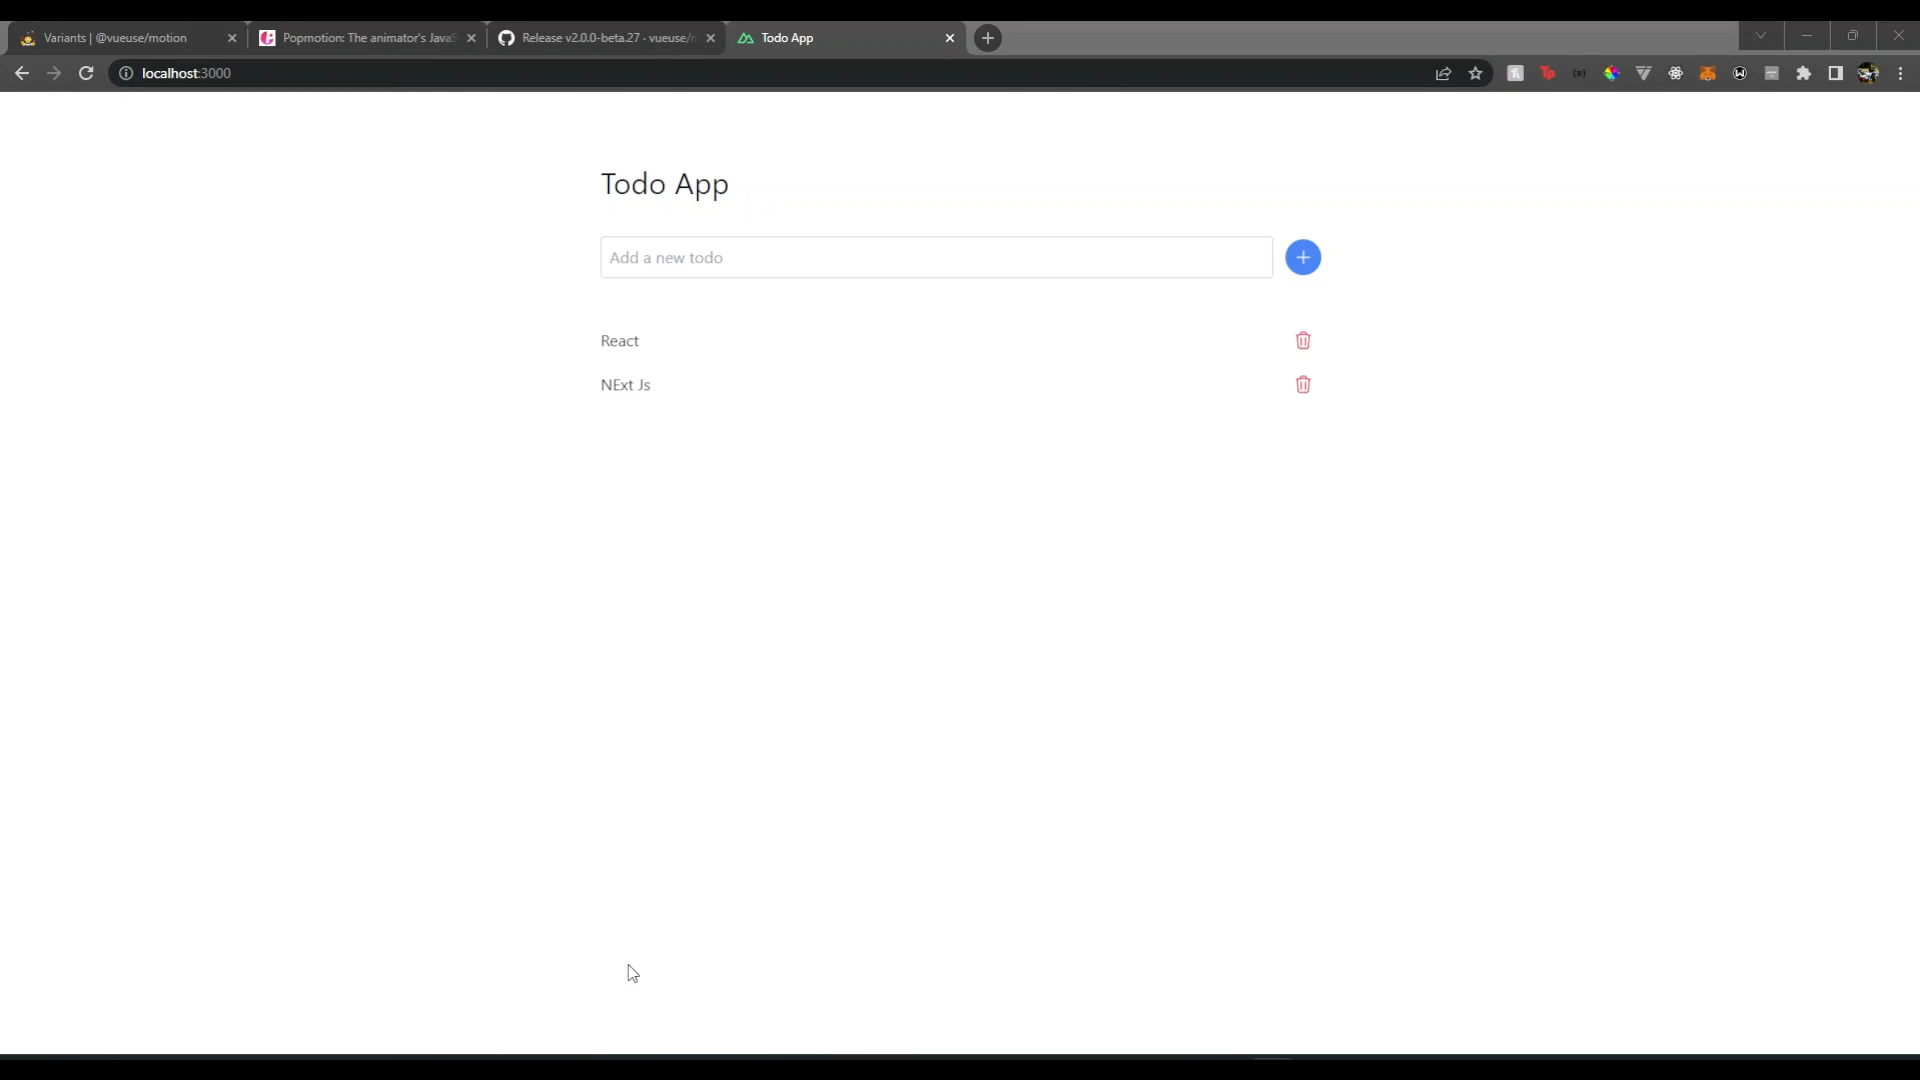 Variants | @vueuse/motion
Popmotion: The animator's Java
Release v2.0.0-beta.27 · vueuse/
Todo App
localhost:3000
Todo App
Add a new todo
React
NExt Js